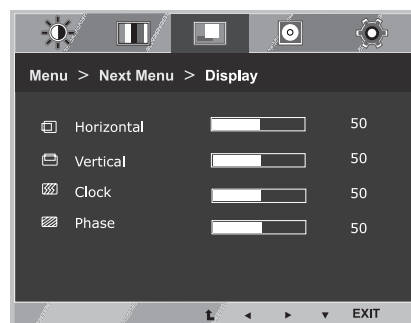 Menu > Next Menu > Display
Horizontal 50
Vertical 50
Clock 50
Phase 50
EXIT